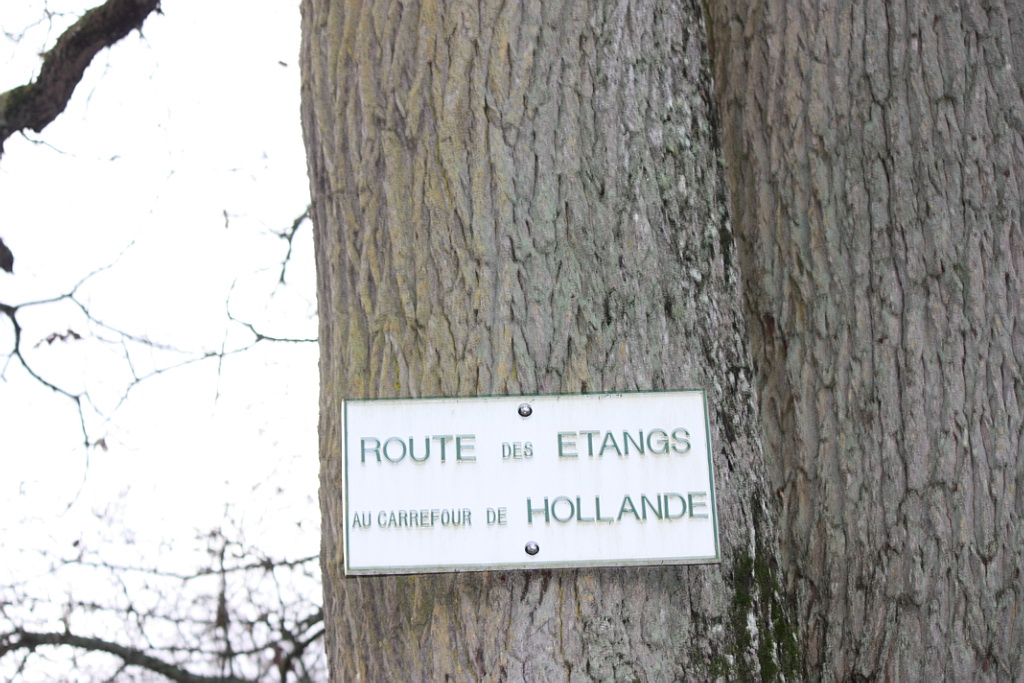 ROUTE DES ETANGS
AU CARREFOUR DE HOLLANDE